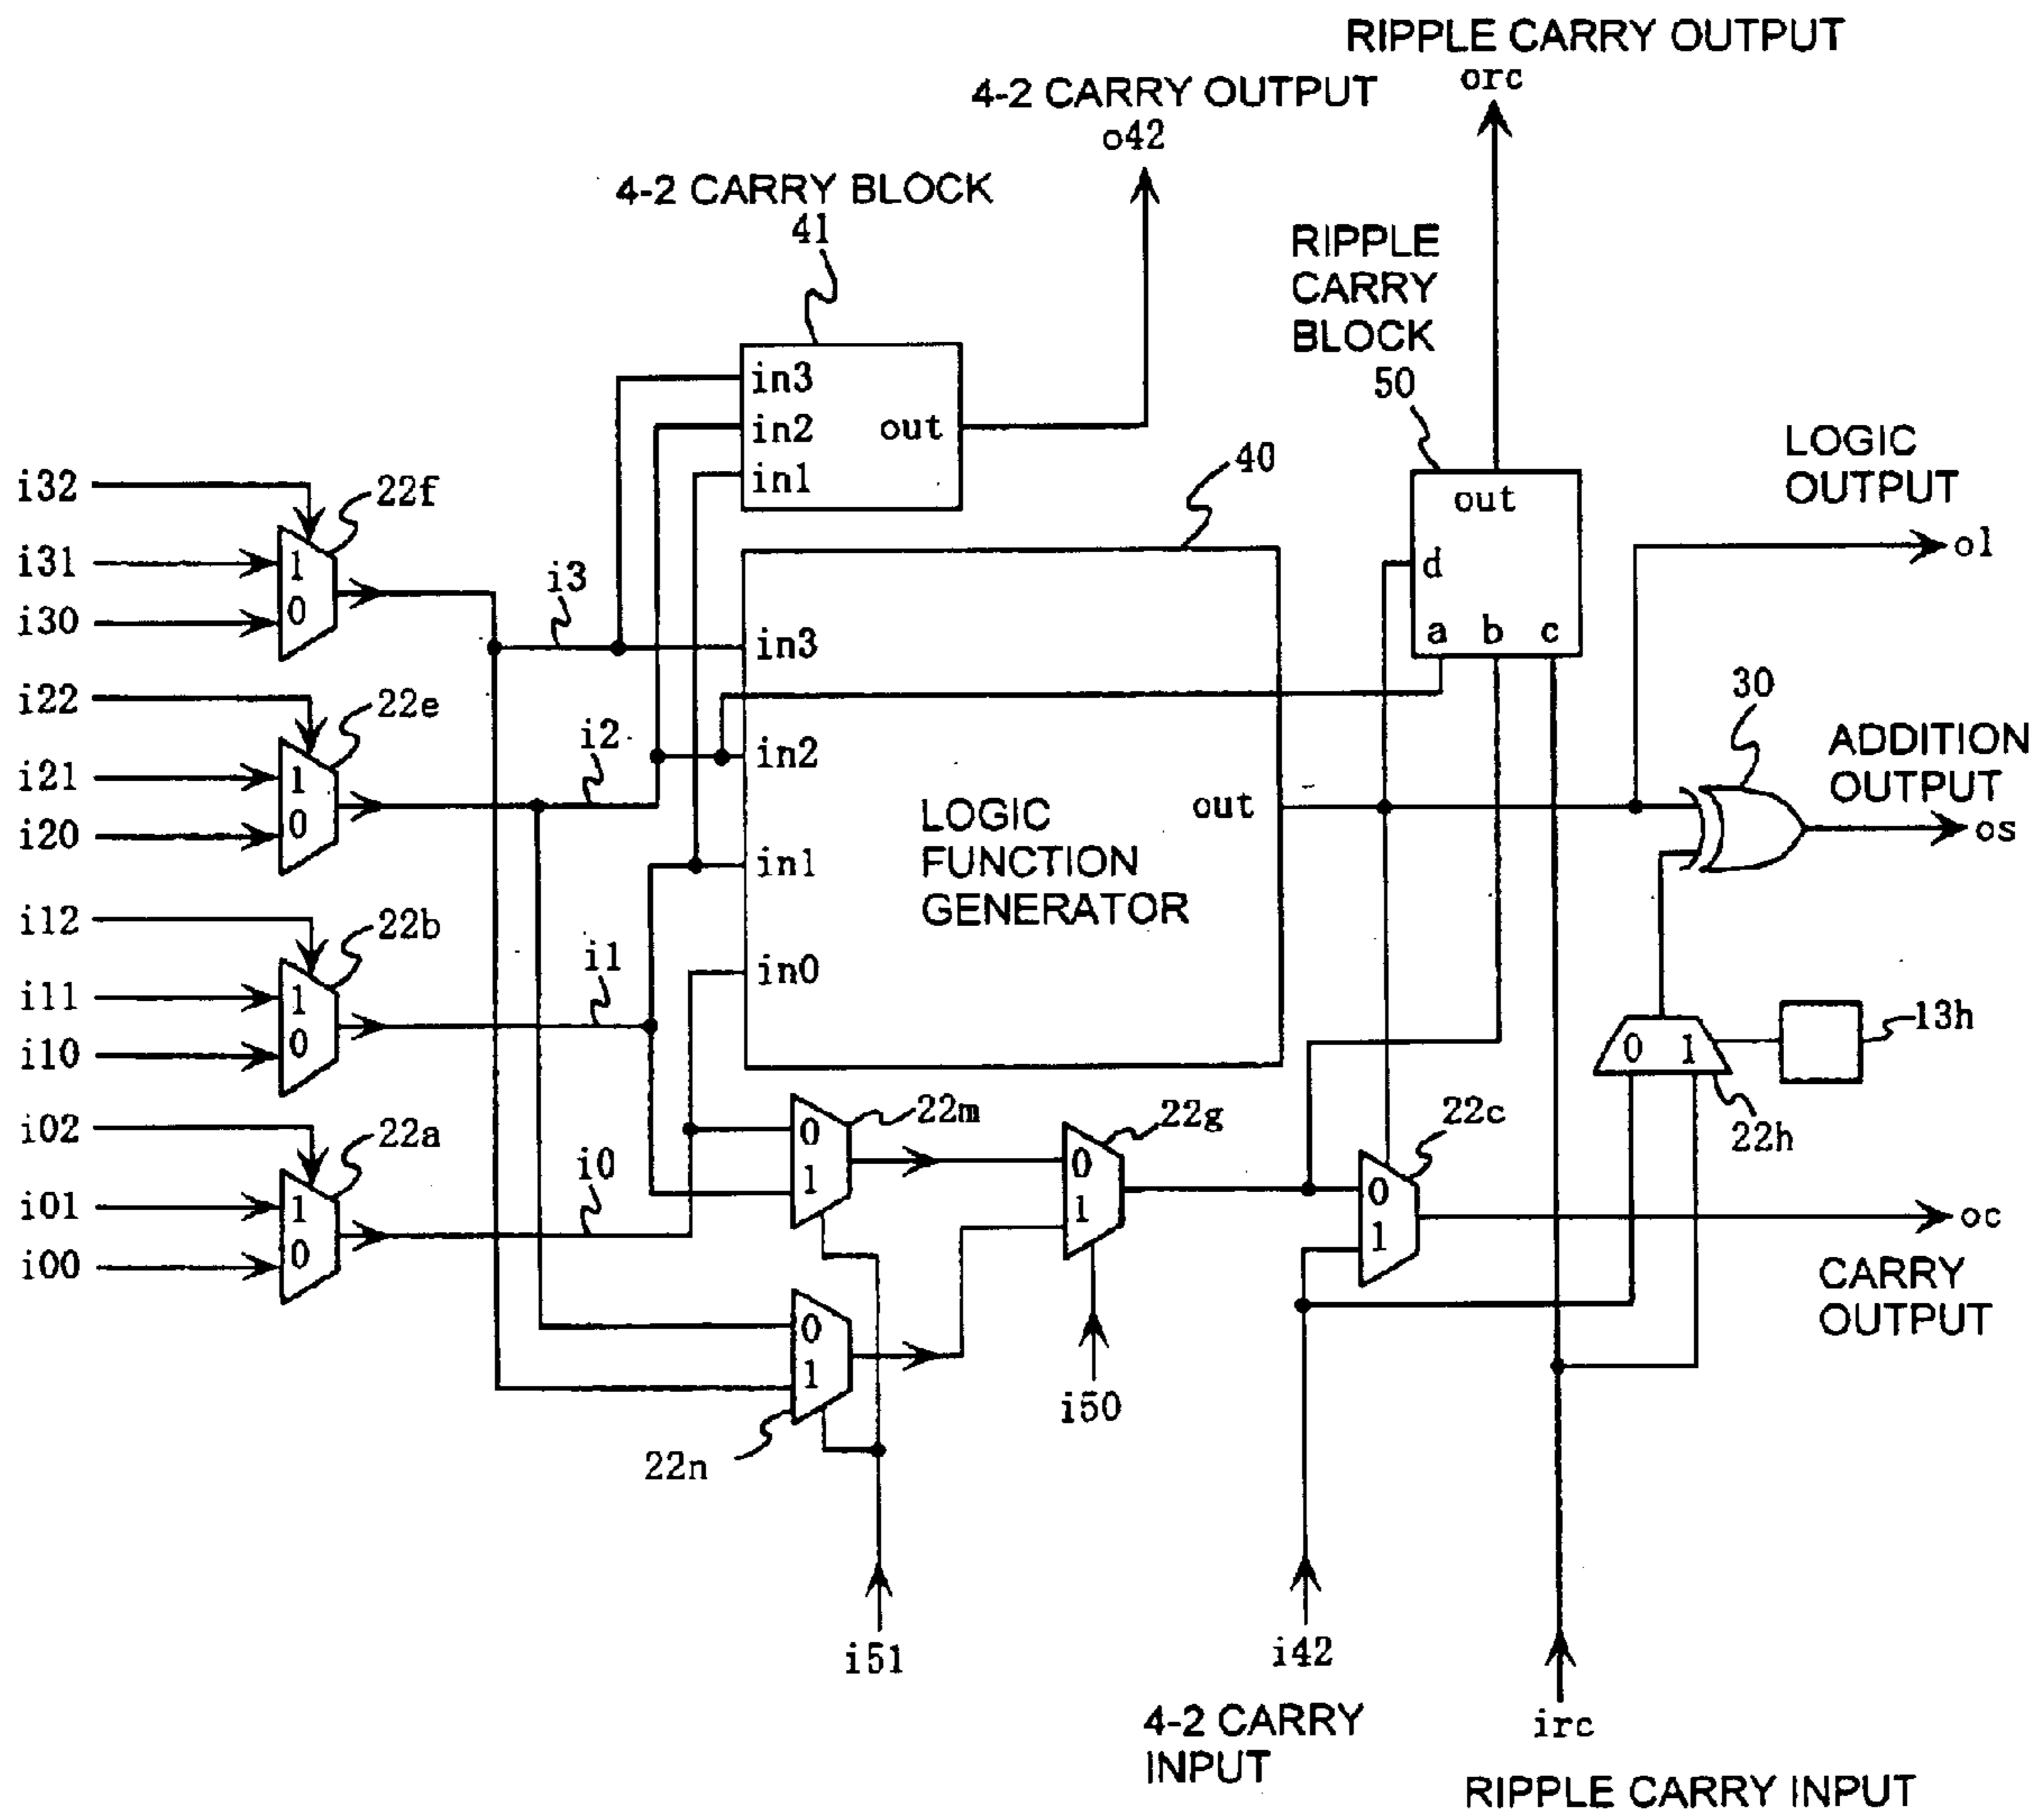 RIPPLE CARRY OUTPUT
orc
4-2 CARRY OUTPUT
o42
4-2 CARRY BLOCK
41
RIPPLE
CARRY
BLOCK
50
in3
in2
in1
out
40
out
d
a b c
LOGIC
OUTPUT
ol
i32
22f
i31
1
i30
0
i3
in3
i22
22e
i21
1
i20
0
i2
in2
30
ADDITION
OUTPUT
os
LOGIC
FUNCTION
GENERATOR
out
in1
i12
22b
i11
1
i10
0
i1
in0
0 1
13h
22h
i02
22a
i01
1
i00
0
i0
0
1
22m
0
1
22g
0
1
22c
oc
CARRY
OUTPUT
0
1
22n
i50
i51
i42
4-2 CARRY
INPUT
irc
RIPPLE CARRY INPUT